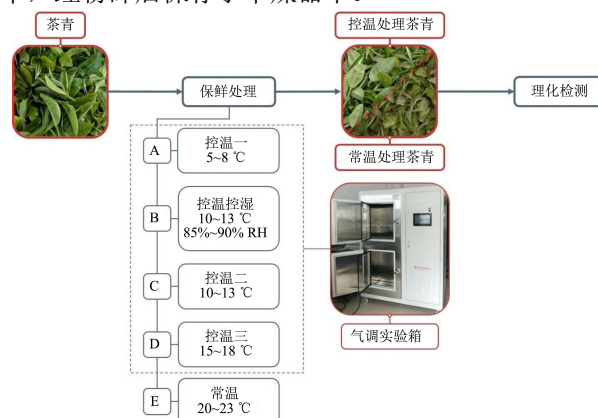 茶青
控温处理茶青
保鲜处理
理化检测
常温处理茶青
A
控温一
5~8 ℃
B
控温控湿
10~13 ℃
85%~90% RH
C
控温二
10~13 ℃
D
控温三
15~18 ℃
E
常温
20~23 ℃
气调实验箱